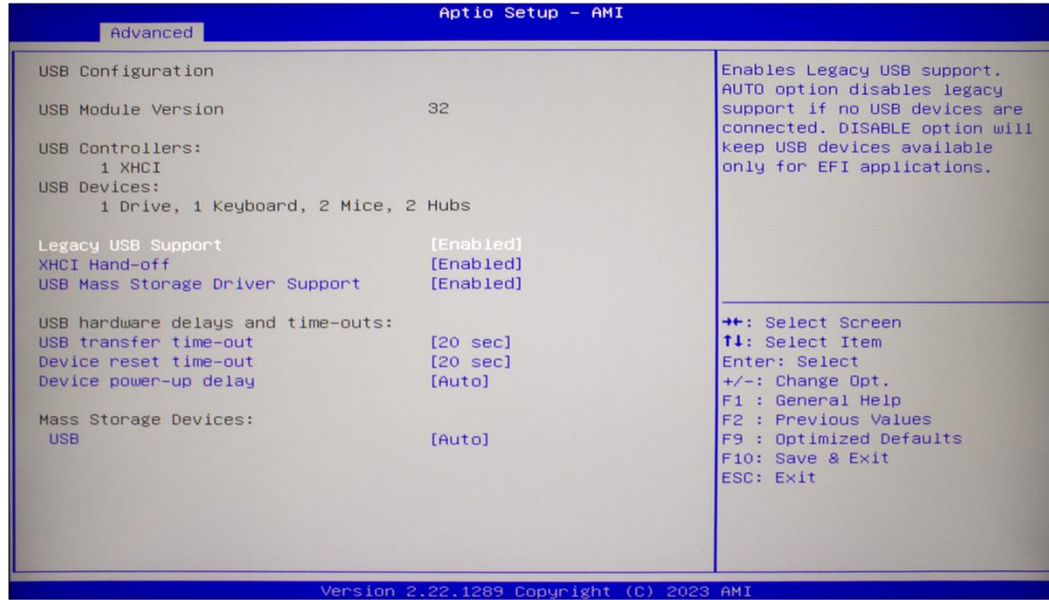 Aptio Setup - AMI
Advanced
USB Configuration
USB Module Version 32
USB Controllers:
1 XHCI
USB Devices:
1 Drive, 1 Keyboard, 2 Mice, 2 Hubs
Legacy USB Support [Enabled]
XHCI Hand-off [Enabled]
USB Mass Storage Driver Support [Enabled]
USB hardware delays and time-outs:
USB transfer time-out [20 sec]
Device reset time-out [20 sec]
Device power-up delay [Auto]
Mass Storage Devices:
USB [Auto]
Enables Legacy USB support.
AUTO option disables legacy
support if no USB devices are
connected. DISABLE option will
keep USB devices available
only for EFI applications.
→←: Select Screen
↑↓: Select Item
Enter: Select
+/-: Change Opt.
F1 : General Help
F2 : Previous Values
F9 : Optimized Defaults
F10: Save & Exit
ESC: Exit
Version 2.22.1289 Copyright (C) 2023 AMI